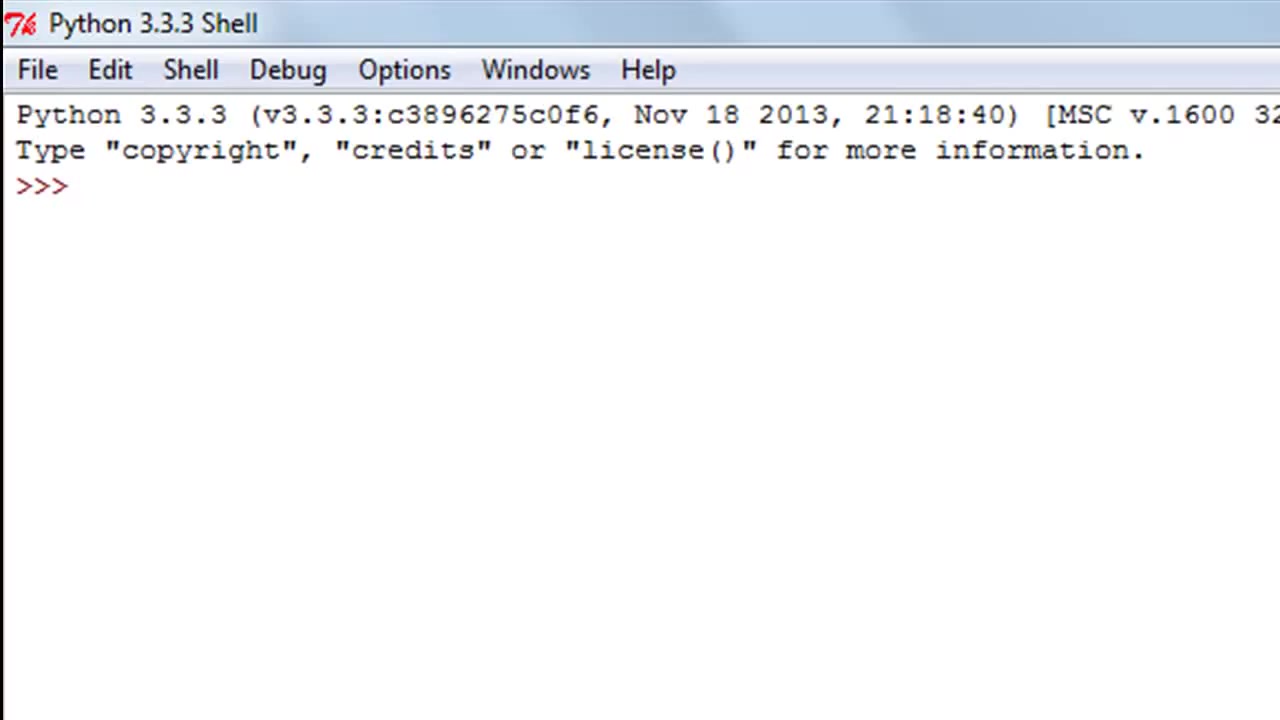 Python 3.3.3 Shell
File Edit Shell Debug Options Windows Help
Python 3.3.3 (v3.3.3:c3896275c0f6, Nov 18 2013, 21:18:40) [MSC v.1600 32
Type "copyright", "credits" or "license()" for more information.
>>>